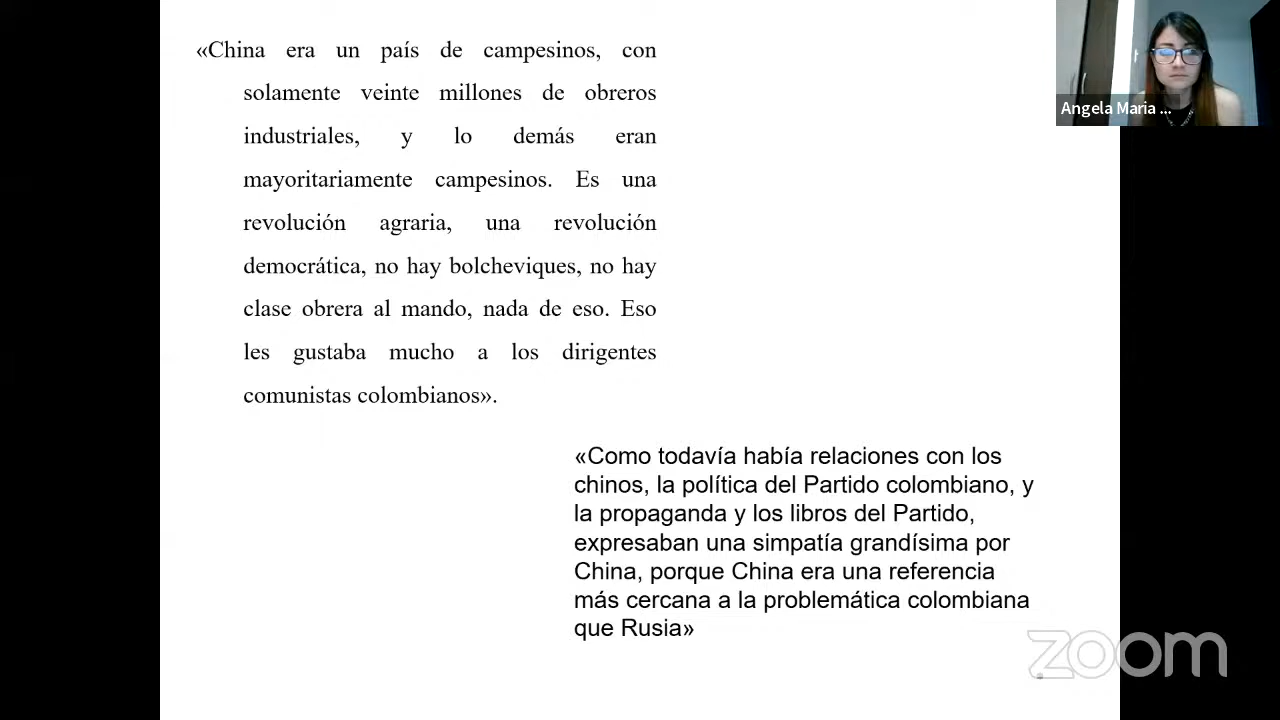 «China era un país de campesinos, con
solamente veinte millones de obreros
industriales, y lo demás eran
mayoritariamente campesinos. Es una
revolución agraria, una revolución
democrática, no hay bolcheviques, no hay
clase obrera al mando, nada de eso. Eso
les gustaba mucho a los dirigentes
comunistas colombianos».
Angela Maria ...
«Como todavía había relaciones con los
chinos, la política del Partido colombiano, y
la propaganda y los libros del Partido,
expresaban una simpatía grandísima por
China, porque China era una referencia
más cercana a la problemática colombiana
que Rusia»
zoom